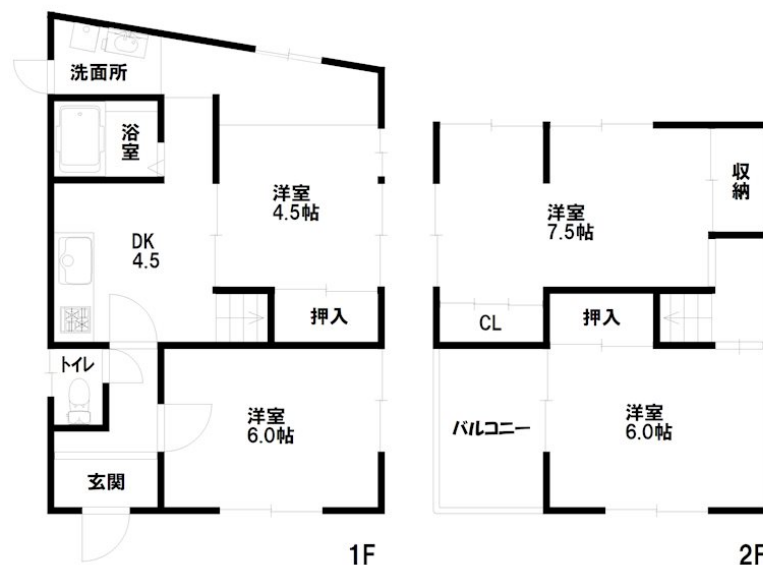 洗面所
浴室
洋室
4.5帖
DK
4.5
押入
トイレ
洋室
6.0帖
玄関
1F
収納
洋室
7.5帖
CL
押入
バルコニー
洋室
6.0帖
2F